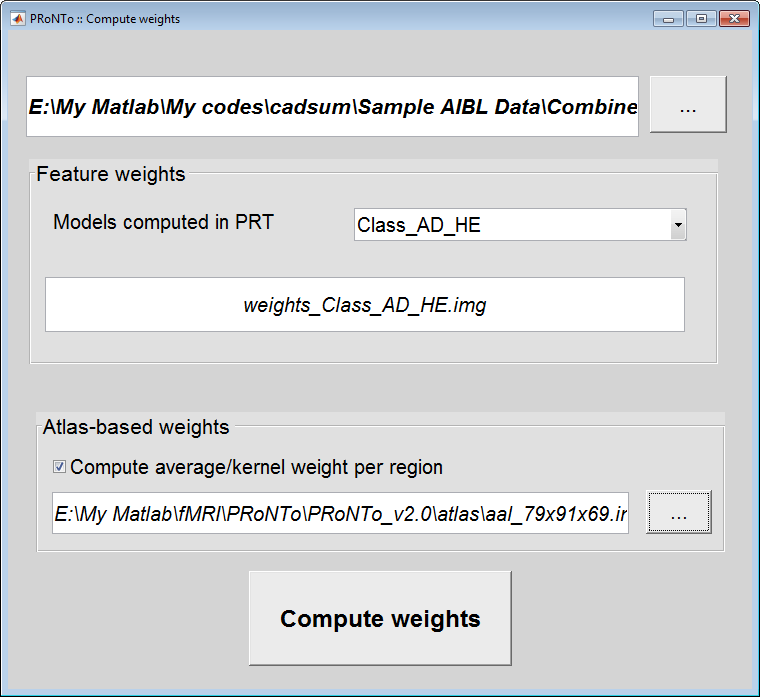 PRoNTo :: Compute weights
E:\My Matlab\My codes\cadsum\Sample AIBL Data\Combine
...
Feature weights
Models computed in PRT
Class_AD_HE
weights_Class_AD_HE.img
Atlas-based weights
Compute average/kernel weight per region
E:\My Matlab\fMRI\PRoNTo\PRoNTo_v2.0\atlas\aal_79x91x69.ir
...
Compute weights